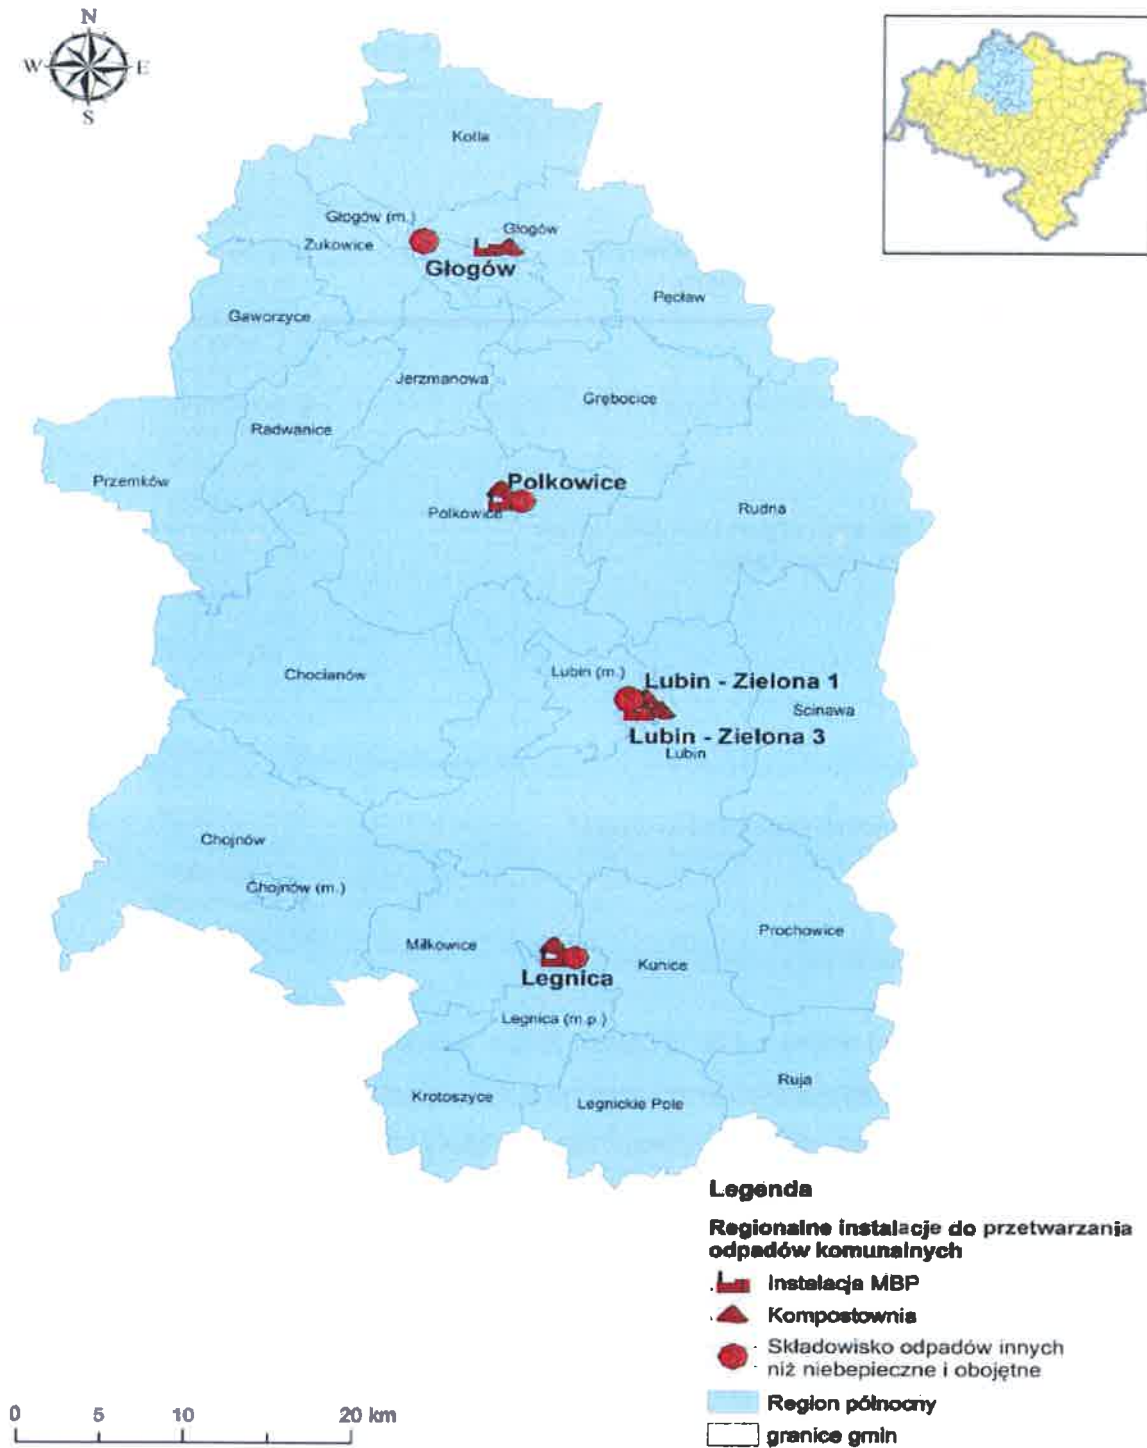 N
W E
S
Kotla
Głogów (m.)
Głogów
Żukowice
Głogów
Pęcław
Gaworzyce
Jerzmanowa
Grębocice
Radwanice
Przemków
Polkowice
Polkowice
Rudna
Lubin (m.)
Chocianów
Lubin - Zielona 1
Ścinawa
Lubin - Zielona 3
Lubin
Chojnów
Chojnów (m.)
Prochowice
Miłkowice
Kunice
Legnica
Legnica (m.p.)
Ruja
Krotoszyce
Legnickie Pole
Legenda
Regionalne instalacje do przetwarzania
odpadów komunalnych
Instalacja MBP
Kompostownia
Składowisko odpadów innych
niż niebepieczne i obojętne
Region północny
granice gmin
0 5 10 20 km